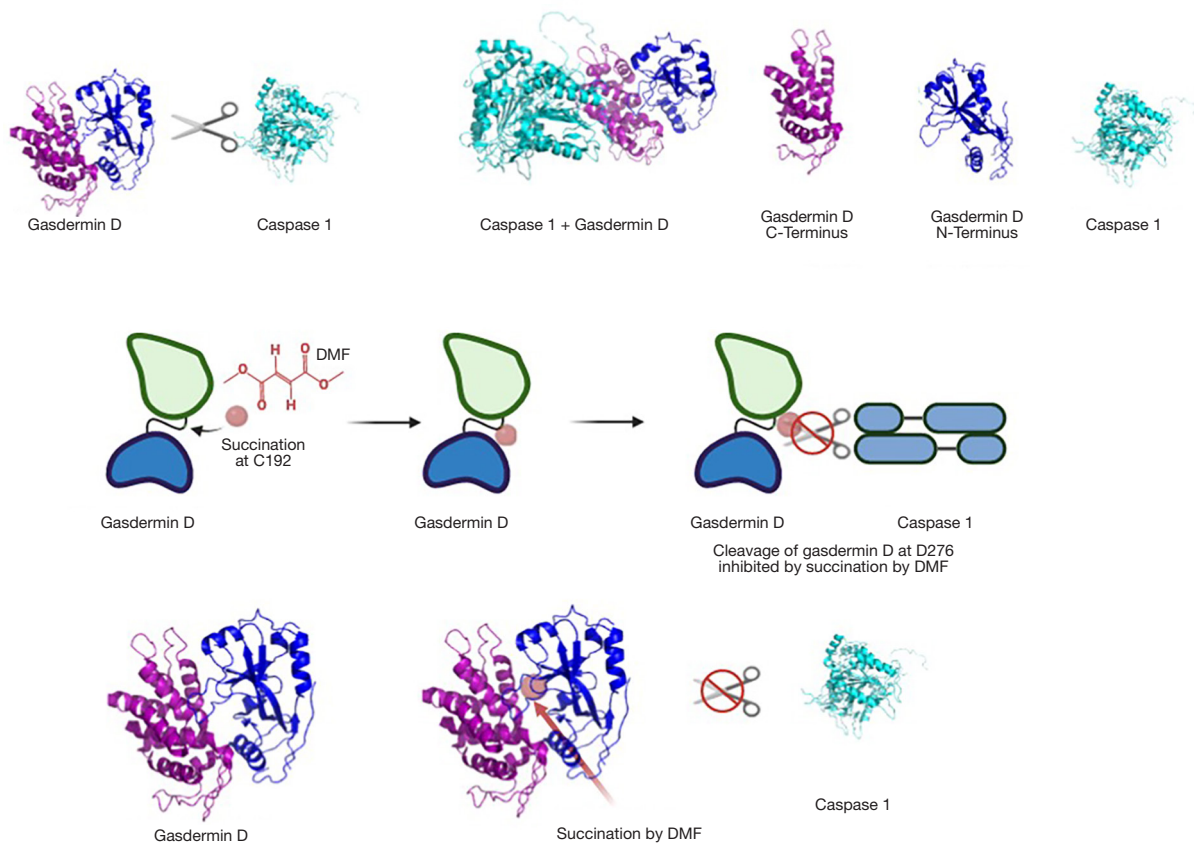 Gasdermin D
Caspase 1
Caspase 1 + Gasdermin D
Gasdermin D
C-Terminus
Gasdermin D
N-Terminus
Caspase 1
H
O
DMF
O
O
O
H
Succination
at C192
Gasdermin D
Gasdermin D
Gasdermin D
Caspase 1
Cleavage of gasdermin D at D276
inhibited by succination by DMF
Gasdermin D
Succination by DMF
Caspase 1